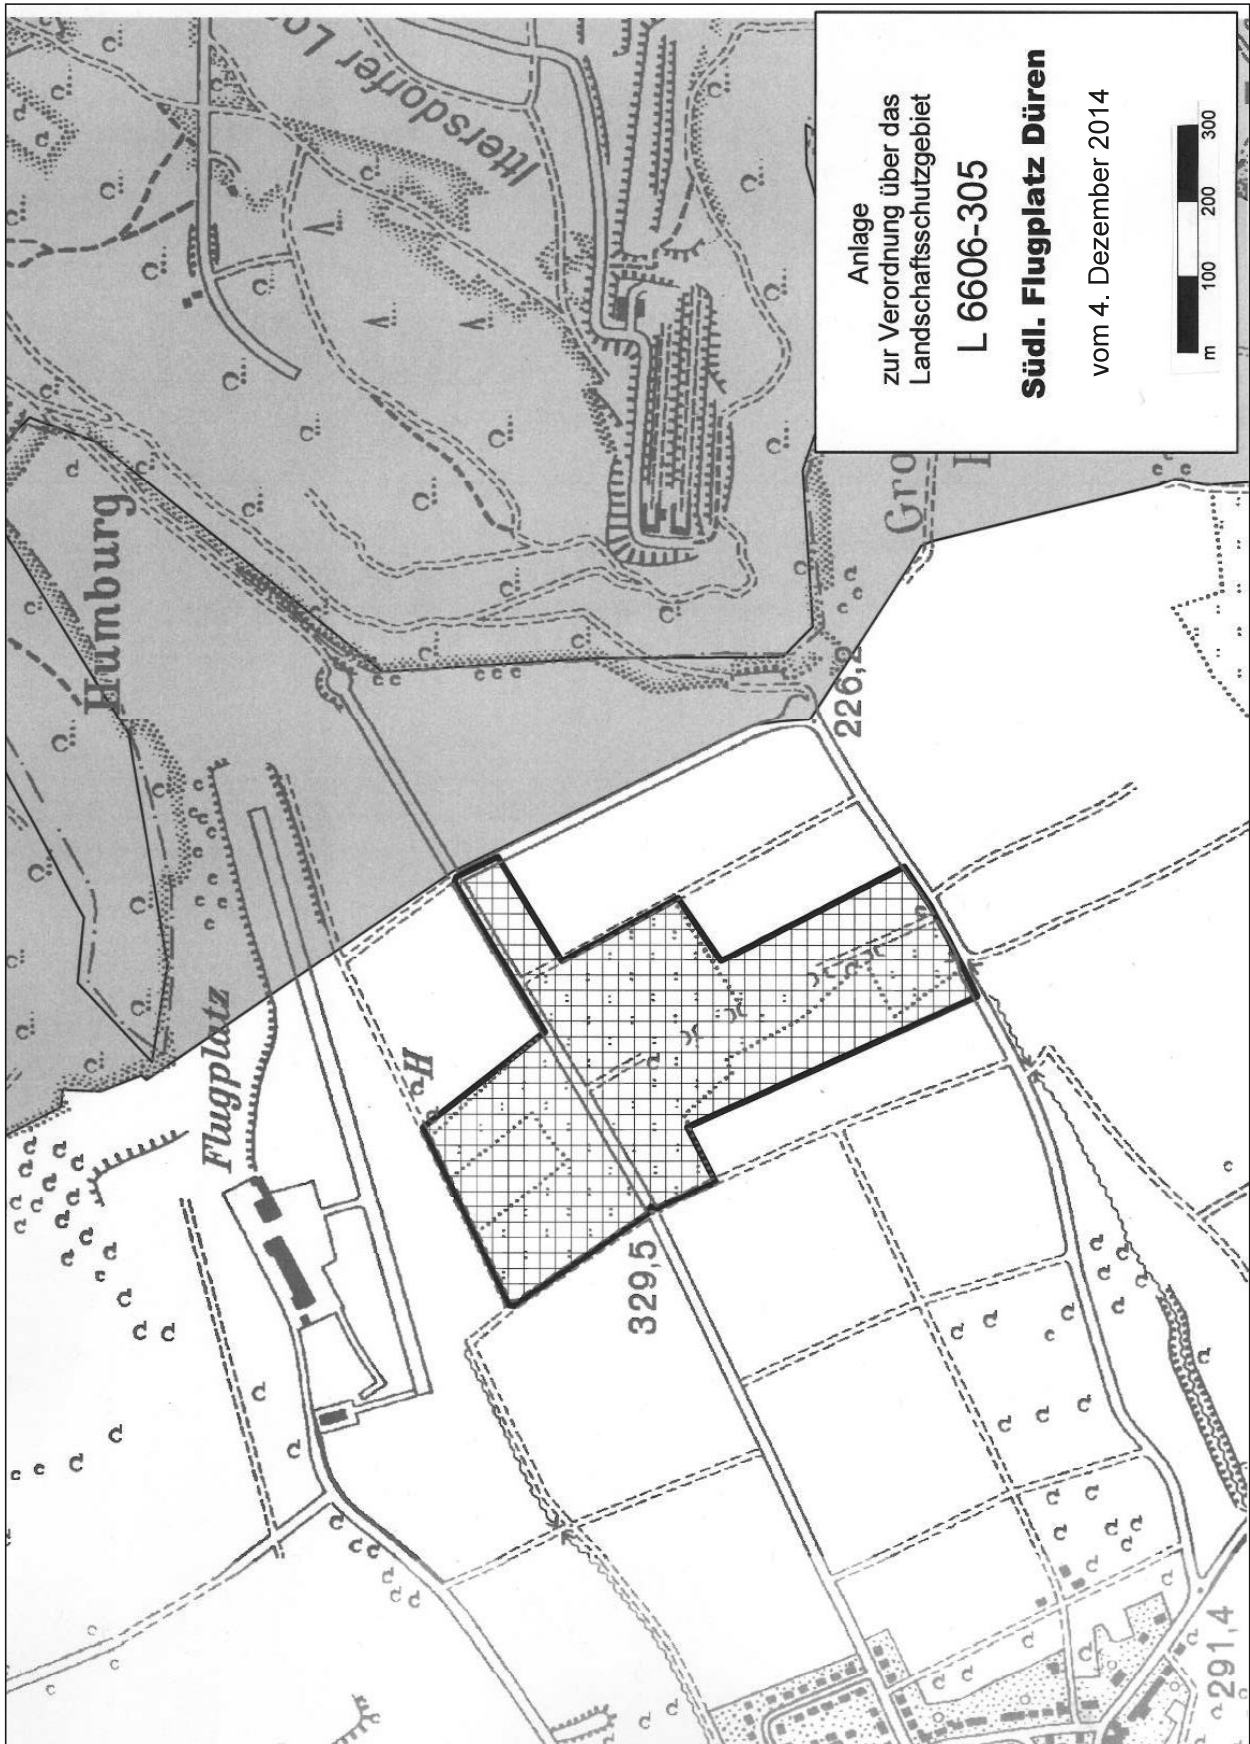 Anlage
zur Verordnung über das
Landschaftsschutzgebiet
L 6606-305
Südl. Flugplatz Düren
vom 4. Dezember 2014
m 100 200 300
Humburg
Flugplatz
H
Ittersdorfer
329,5
226,2
291,4